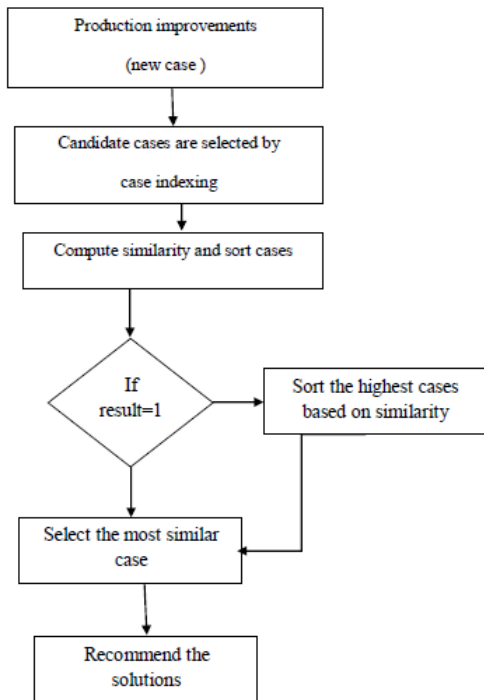 Production improvements
(new case )
Candidate cases are selected by
case indexing
Compute similarity and sort cases
If
result=1
Sort the highest cases
based on similarity
Select the most similar
case
Recommend the
solutions